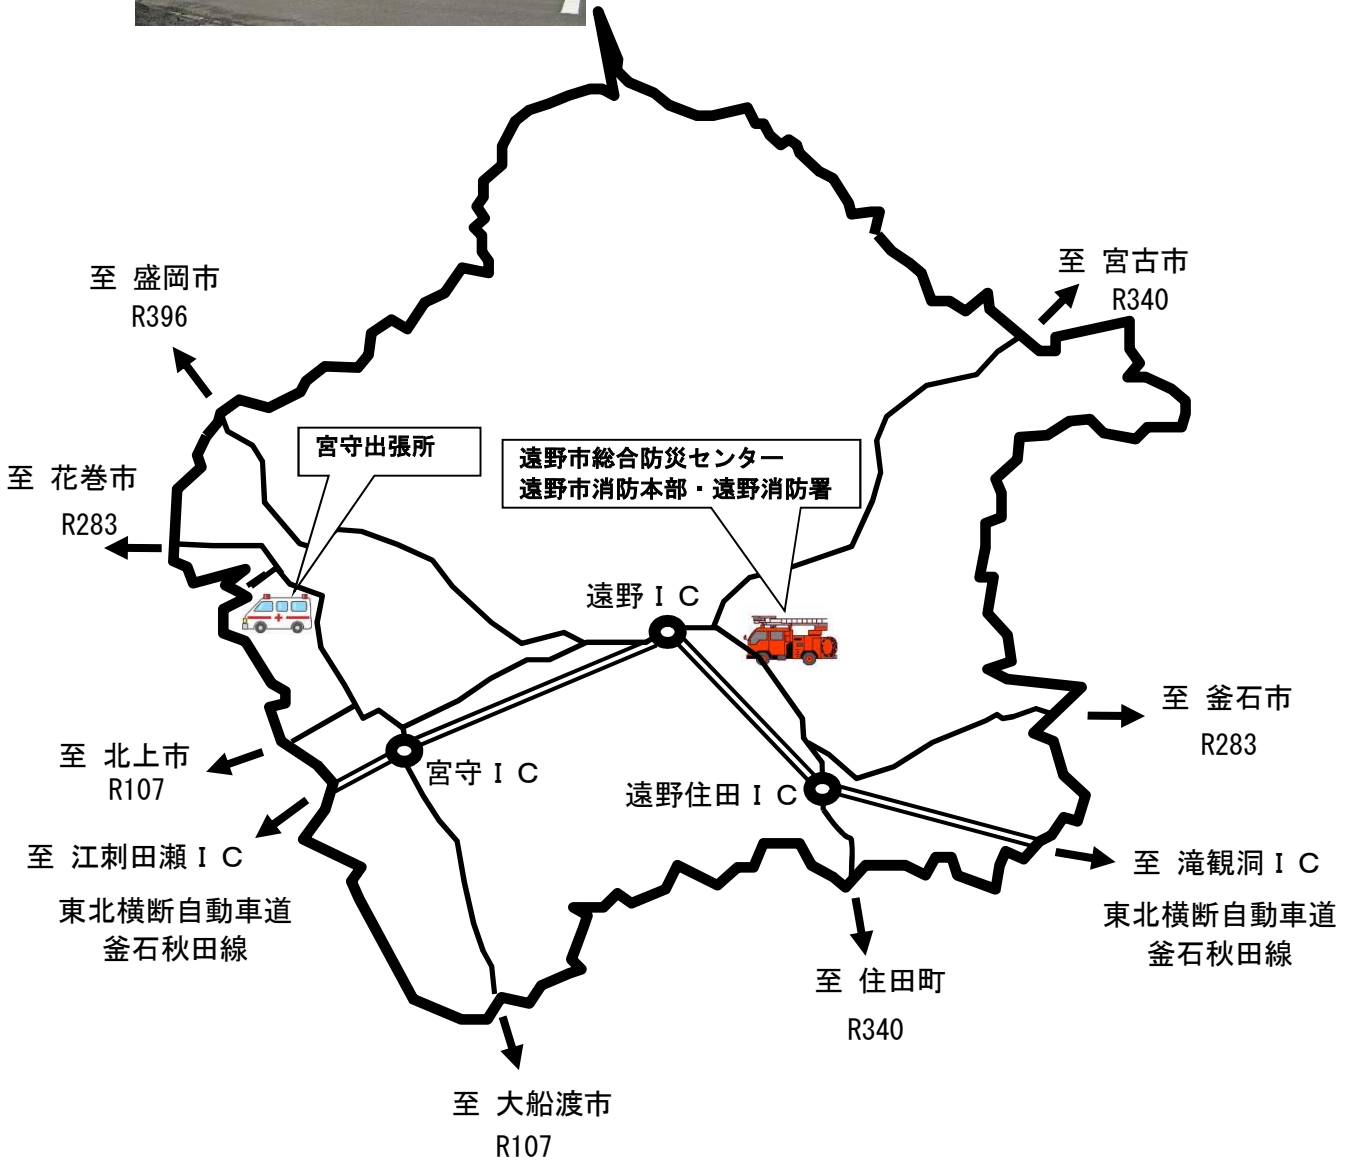 至 宮古市
R340
至 盛岡市
R396
宮守出張所
遠野市総合防災センター
遠野市消防本部・遠野消防署
至 花巻市
R283
遠野ＩＣ
至 釜石市
R283
至 北上市
R107
宮守ＩＣ
遠野住田ＩＣ
至 江刺田瀬ＩＣ
東北横断自動車道
釜石秋田線
至 滝観洞ＩＣ
東北横断自動車道
釜石秋田線
至 住田町
R340
至 大船渡市
R107